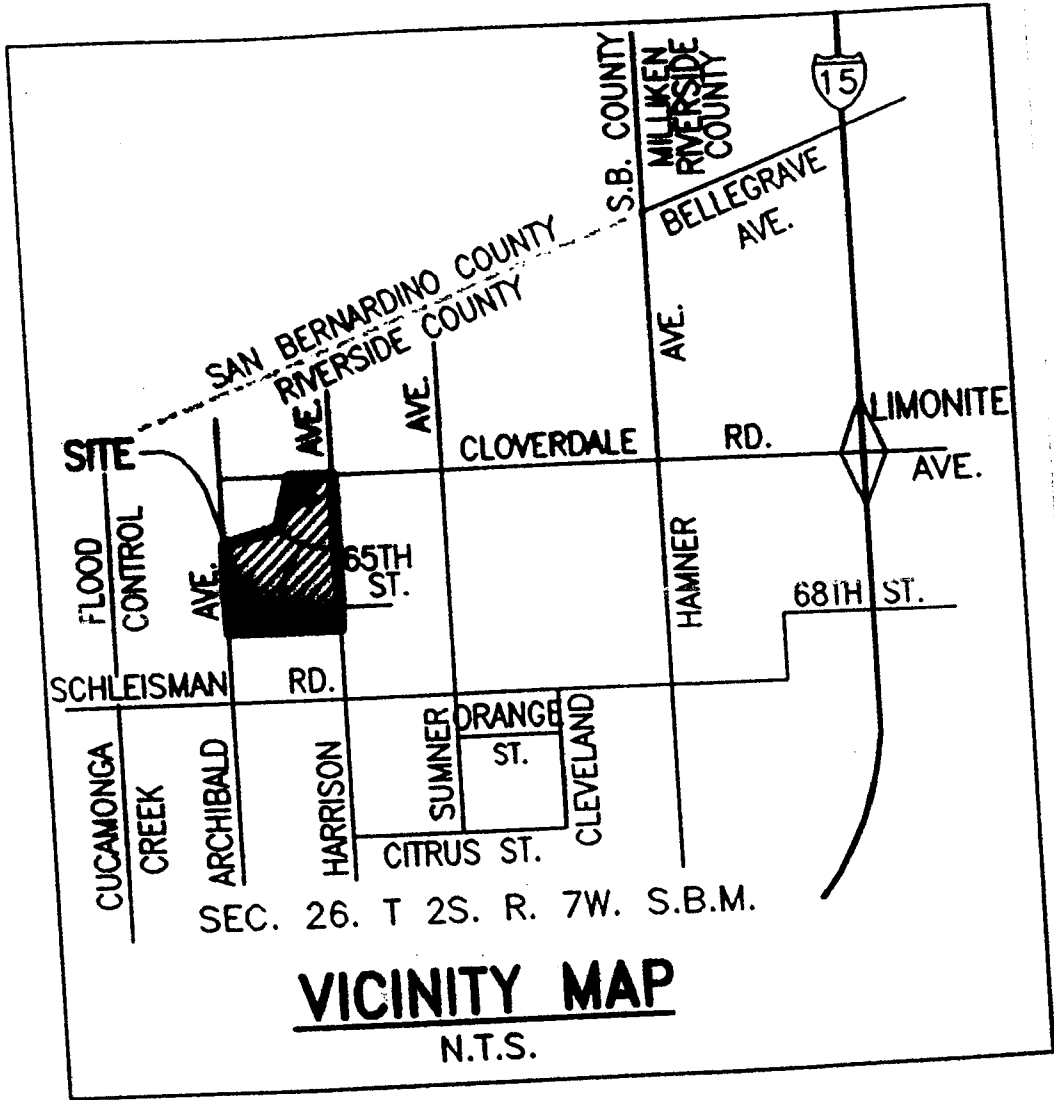 S.B. COUNTY
MILLIKEN
RIVERSIDE
COUNTY
15
BELLEGRAVE
AVE.
SAN BERNARDINO COUNTY
RIVERSIDE COUNTY
AVE.
AVE.
AVE.
LIMONITE
AVE.
CLOVERDALE RD.
SITE
FLOOD
CONTROL
AVE.
65TH
ST.
HAMNER
68TH ST.
SCHLEISMAN RD.
CUCAMONGA
CREEK
ARCHIBALD
HARRISON
SUMNER
ORANGE
ST.
CLEVELAND
CITRUS ST.
SEC. 26. T 2S. R. 7W. S.B.M.
VICINITY MAP
N.T.S.